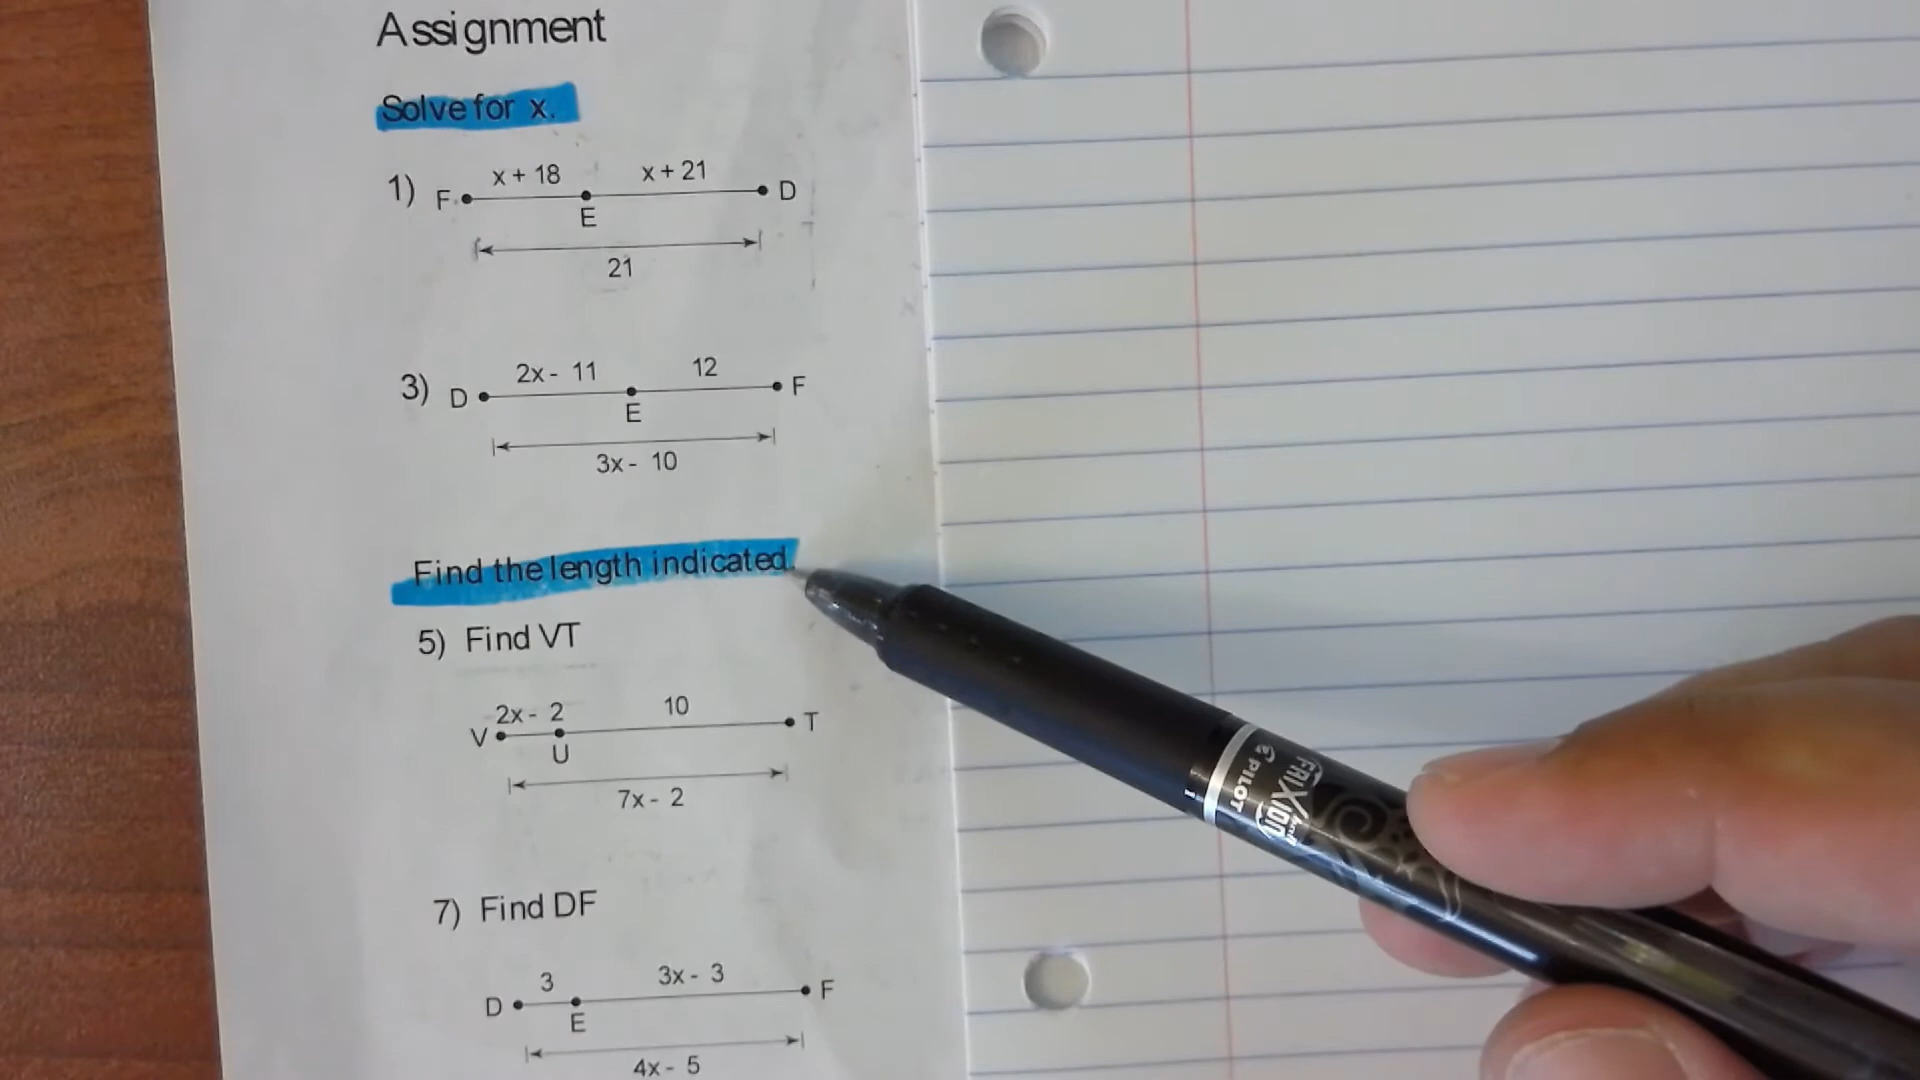 Assignment
Solve for x.
1) F x + 18 E x + 21 D
21
3) D 2x - 11 E 12 F
3x - 10
Find the length indicated.
5) Find VT
V 2x - 2 U 10 T
7x - 2
7) Find DF
D 3 E 3x - 3 F
4x - 5
PILOT
FRIXION